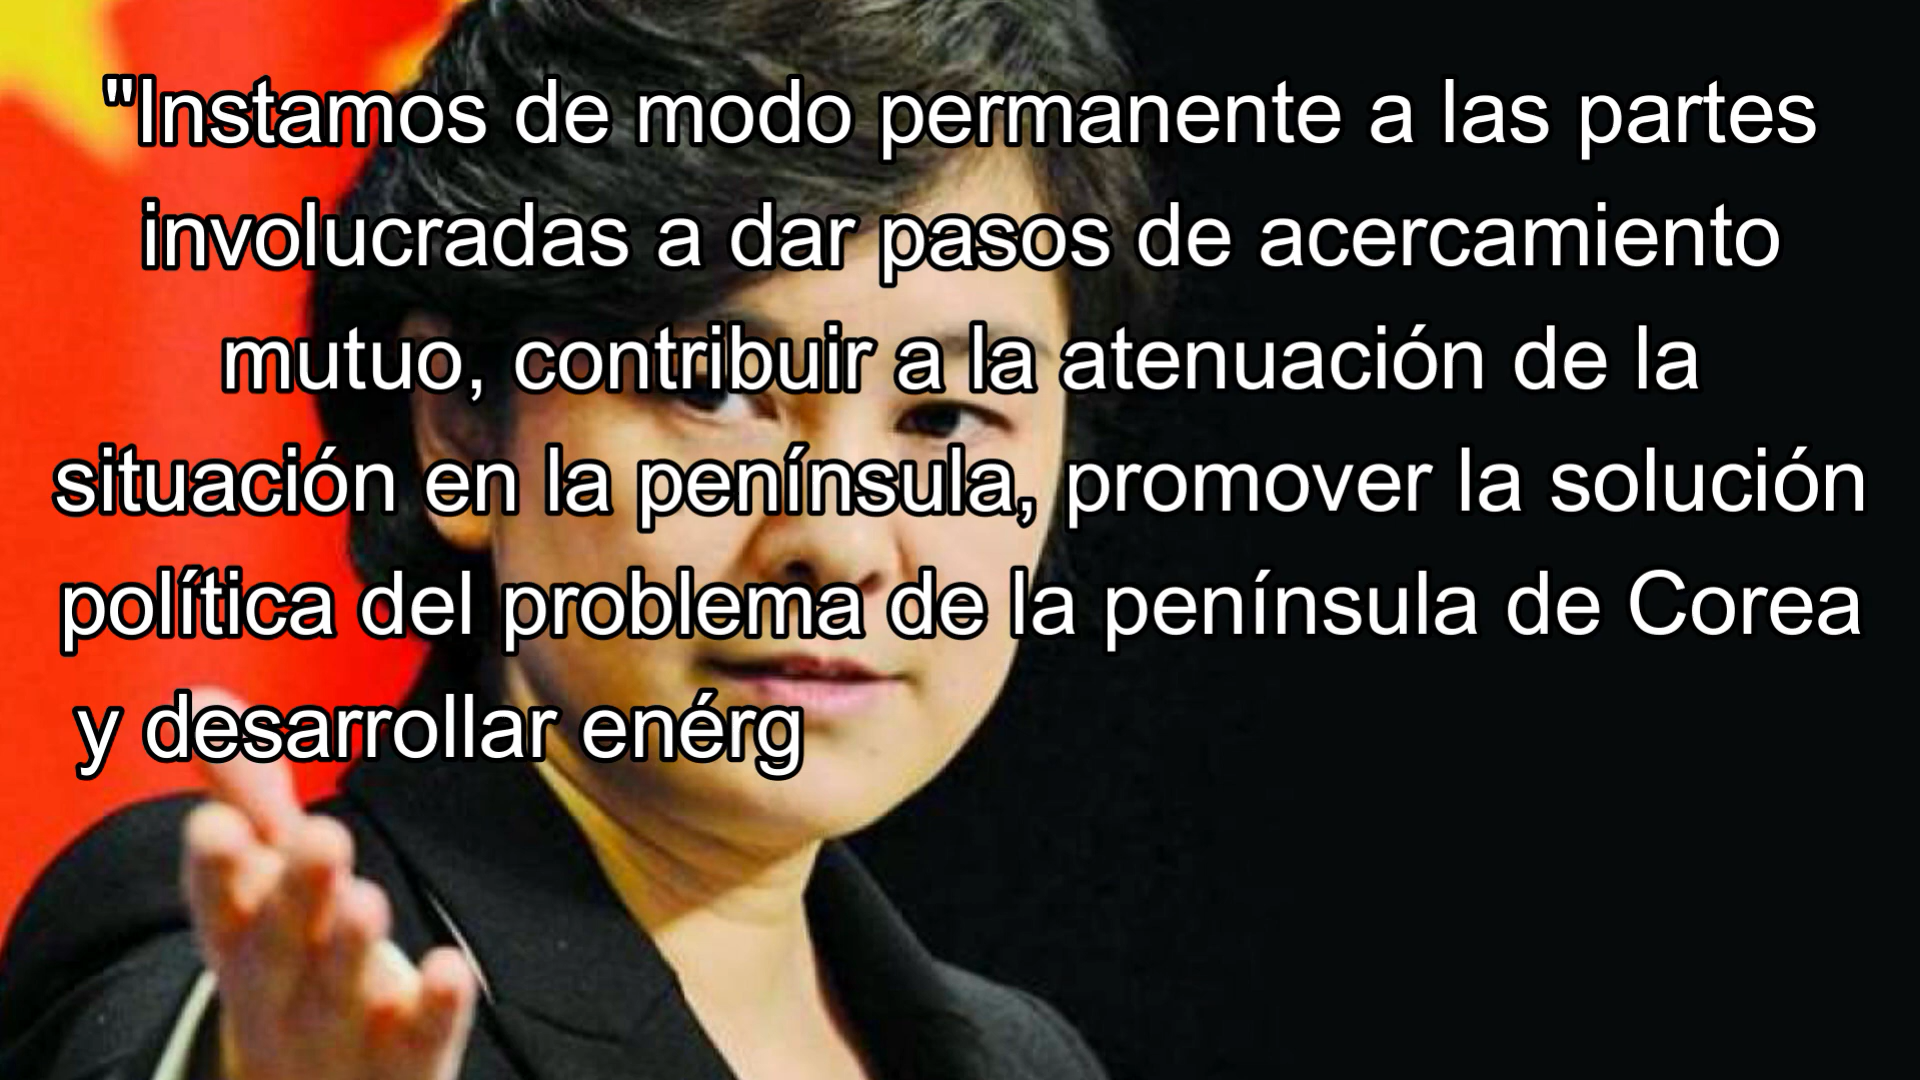 "Instamos de modo permanente a las partes
involucradas a dar pasos de acercamiento
mutuo, contribuir a la atenuación de la
situación en la península, promover la solución
política del problema de la península de Corea
y desarrollar enérg